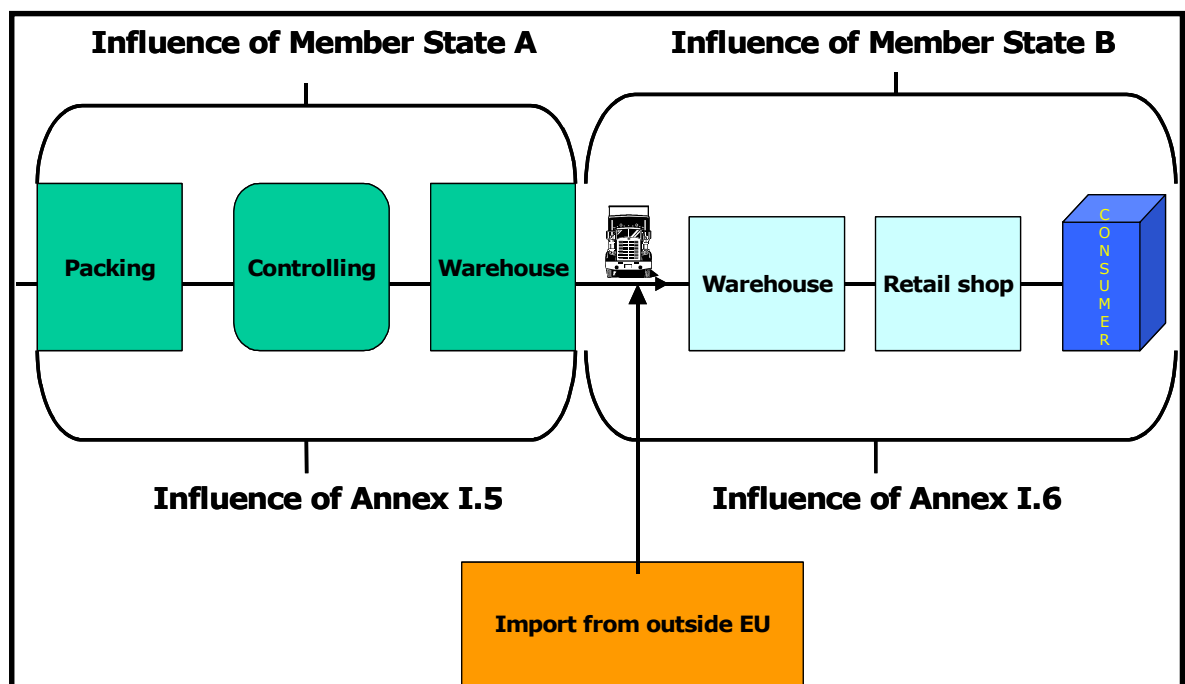 Influence of Member State A
Influence of Member State B
Packing
Controlling
Warehouse
Warehouse
Retail shop
CONSUMER
Influence of Annex I.5
Influence of Annex I.6
Import from outside EU